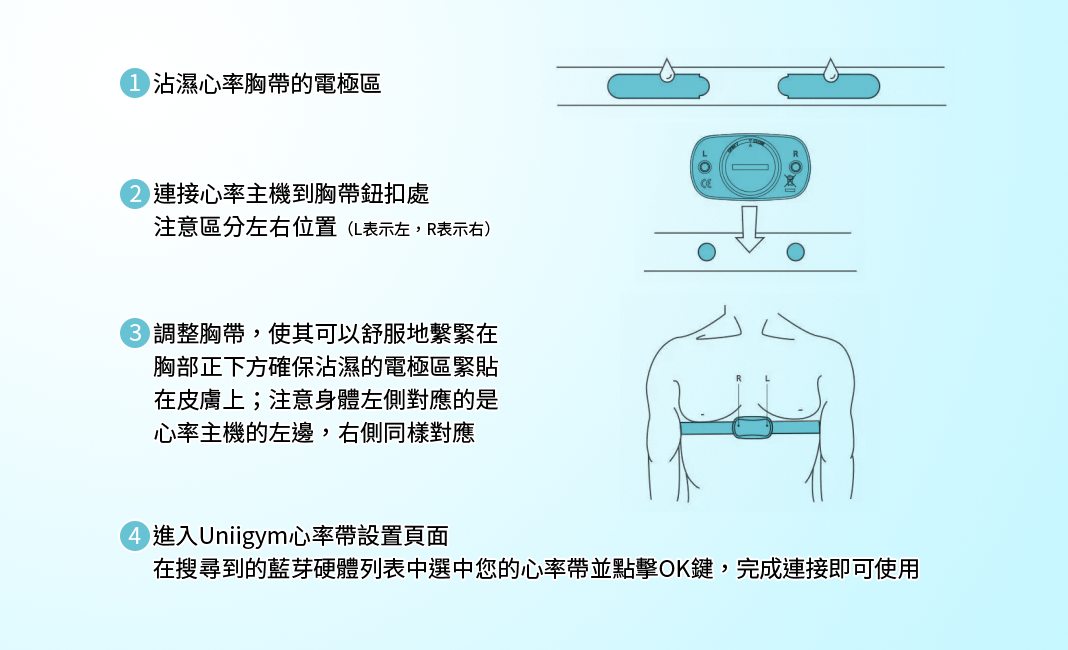 1 沾濕心率胸帶的電極區
2 連接心率主機到胸帶鈕扣處
注意區分左右位置（L表示左，R表示右）
L R
CE
3 調整胸帶，使其可以舒服地繫緊在
胸部正下方確保沾濕的電極區緊貼
在皮膚上；注意身體左側對應的是
心率主機的左邊，右側同樣對應
R L
4 進入Uniigym心率帶設置頁面
在搜尋到的藍芽硬體列表中選中您的心率帶並點擊OK鍵，完成連接即可使用